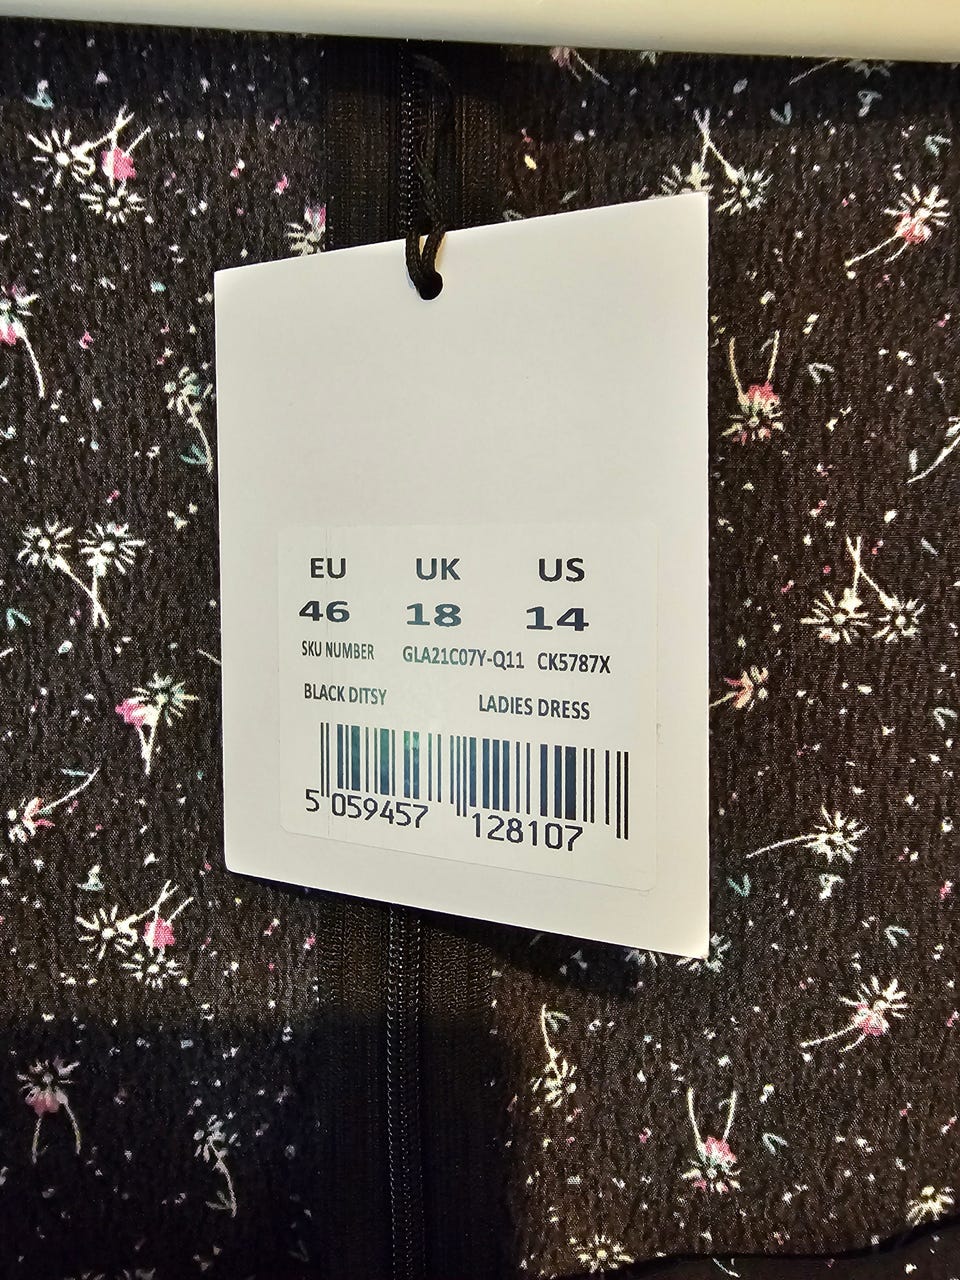 EU UK US
46 18 14
SKU NUMBER GLA21C07Y-Q11 CK5787X
BLACK DITSY LADIES DRESS
5 059457 128107